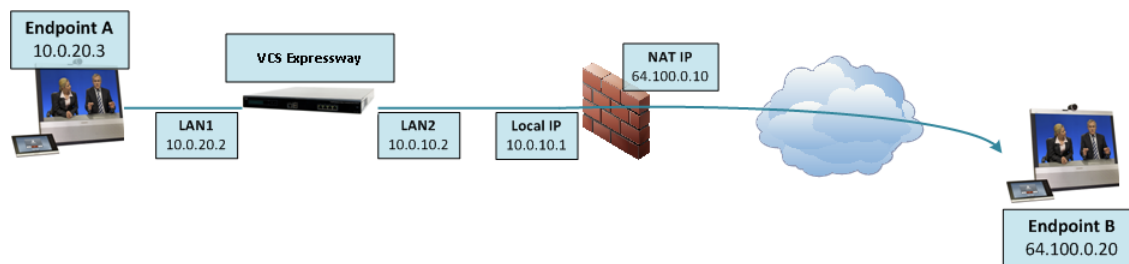 Endpoint A
10.0.20.3
VCS Expressway
NAT IP
64.100.0.10
LAN1
10.0.20.2
LAN2
10.0.10.2
Local IP
10.0.10.1
Endpoint B
64.100.0.20